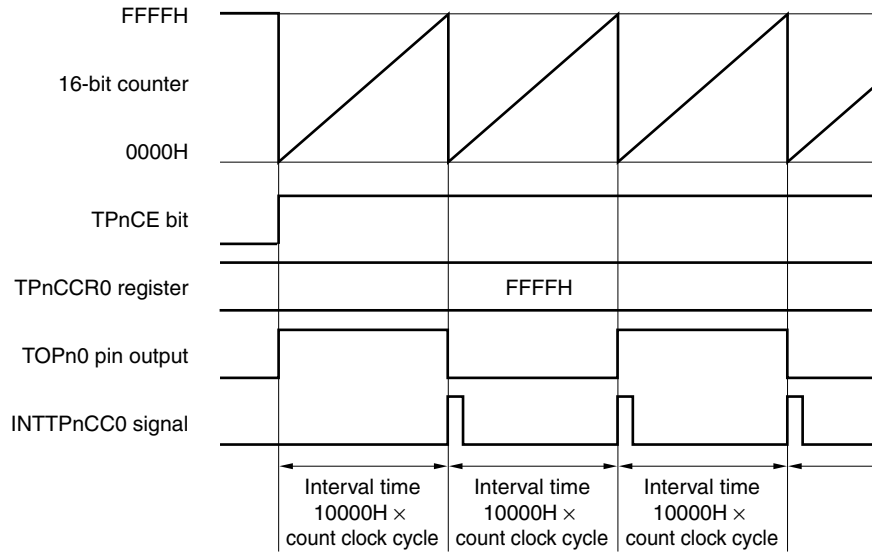 FFFFH
16-bit counter
0000H
TPnCE bit
TPnCCR0 register
FFFFH
TOPn0 pin output
INTTPnCC0 signal
Interval time
10000H ×
count clock cycle
Interval time
10000H ×
count clock cycle
Interval time
10000H ×
count clock cycle